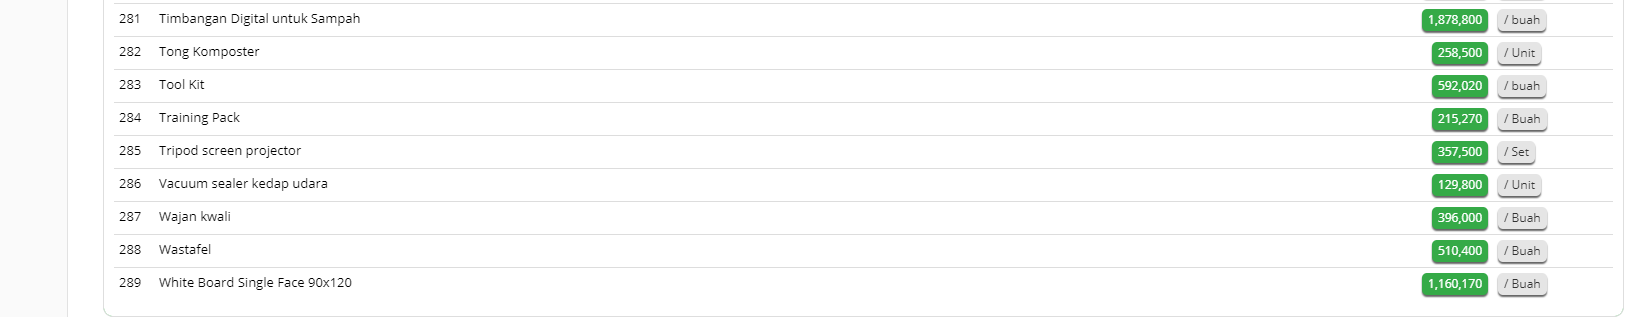 281 Timbangan Digital untuk Sampah 1,878,800 / buah
282 Tong Komposter 258,500 / Unit
283 Tool Kit 592,020 / buah
284 Training Pack 215,270 / Buah
285 Tripod screen projector 357,500 / Set
286 Vacuum sealer kedap udara 129,800 / Unit
287 Wajan kwali 396,000 / Buah
288 Wastafel 510,400 / Buah
289 White Board Single Face 90x120 1,160,170 / Buah